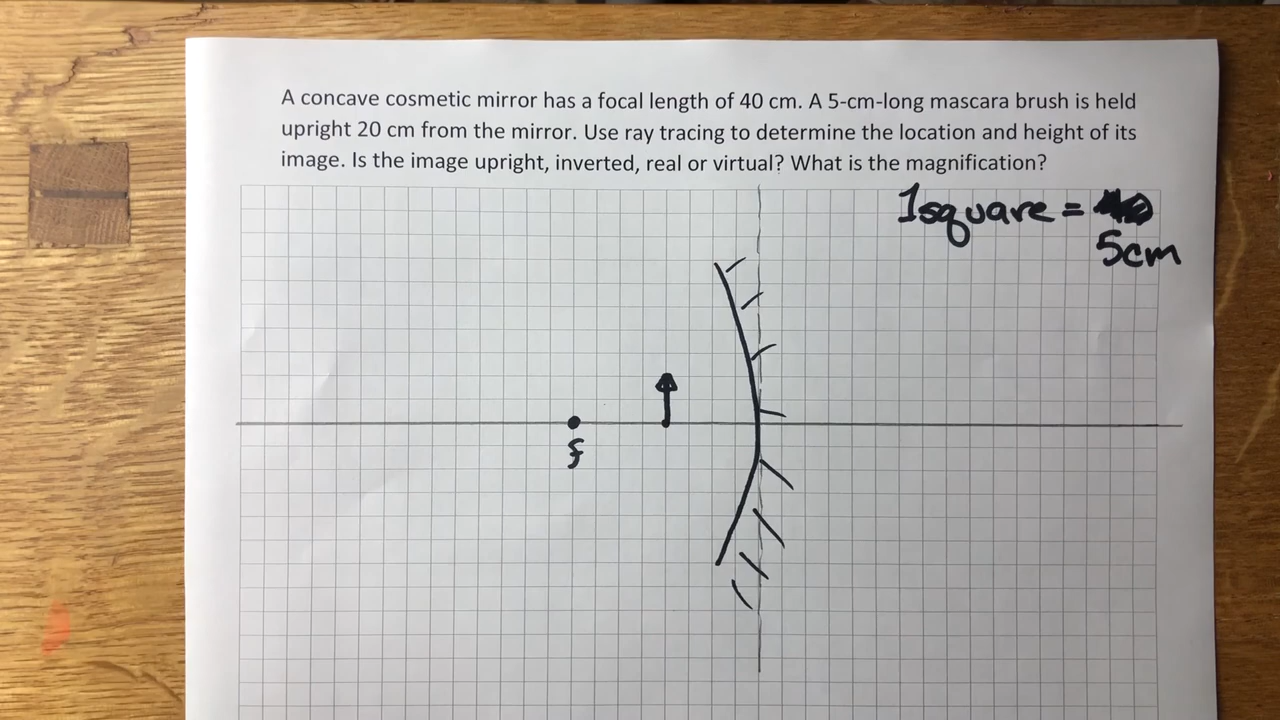 A concave cosmetic mirror has a focal length of 40 cm. A 5-cm-long mascara brush is held
upright 20 cm from the mirror. Use ray tracing to determine the location and height of its
image. Is the image upright, inverted, real or virtual? What is the magnification?
1square =
5cm
f